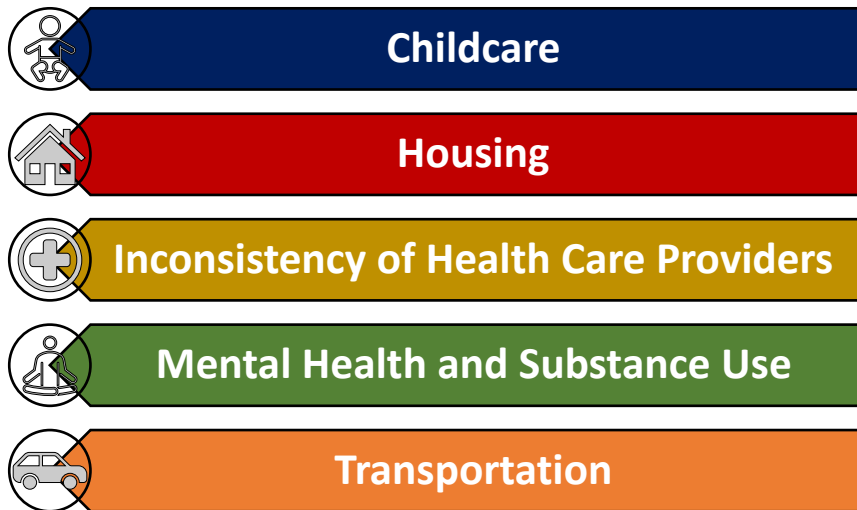 Childcare
Housing
Inconsistency of Health Care Providers
Mental Health and Substance Use
Transportation